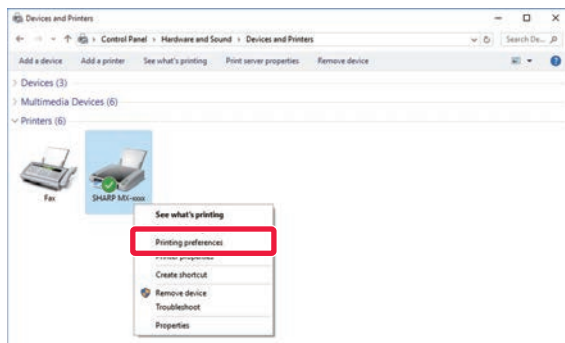 Devices and Printers
Control Panel > Hardware and Sound > Devices and Printers
Search De...
Add a device Add a printer See what's printing Print server properties Remove device
Devices (3)
Multimedia Devices (6)
Printers (6)
Fax
SHARP MX-xxxx
See what's printing
Printing preferences
Printer properties
Create shortcut
Remove device
Troubleshoot
Properties